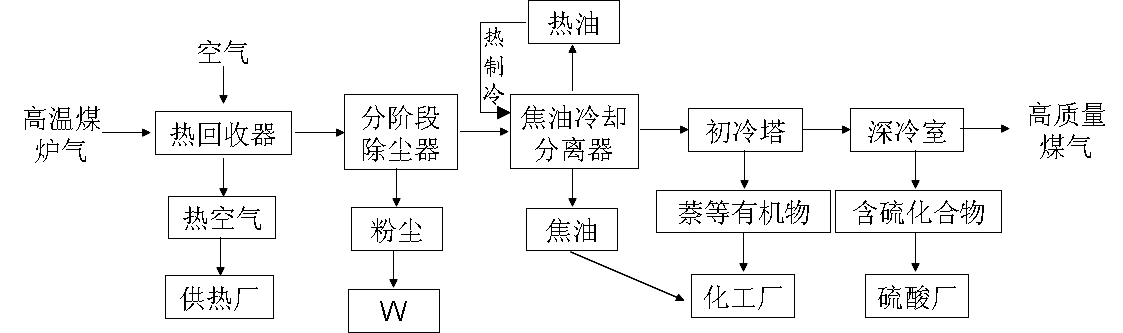 热油
空气
热
制
冷
高温煤
炉气
热回收器
分阶段
除尘器
焦油冷却
分离器
初冷塔
深冷室
高质量
煤气
热空气
粉尘
焦油
萘等有机物
含硫化合物
供热厂
W
化工厂
硫酸厂